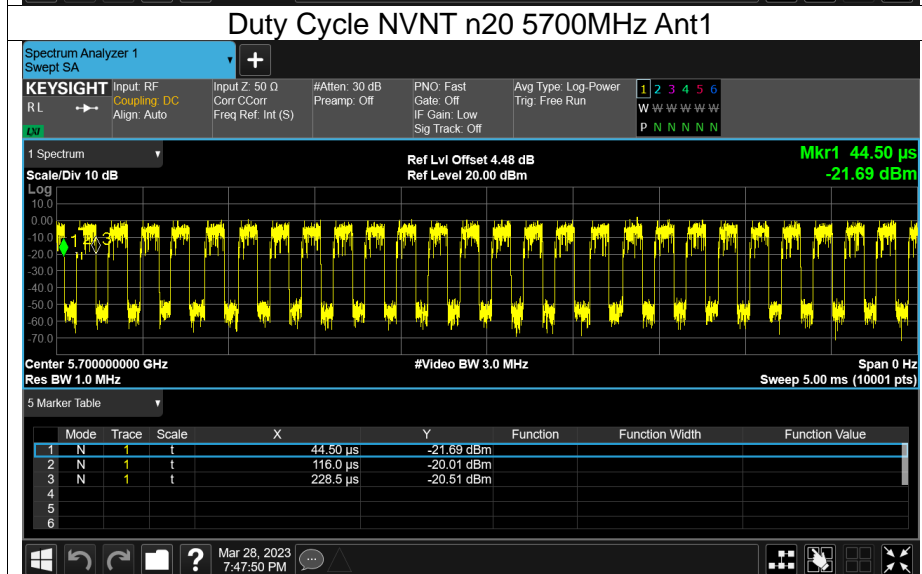 Duty Cycle NVNT n20 5700MHz Ant1
Spectrum Analyzer 1
Swept SA
+
KEYSIGHT Input: RF Input Z: 50 Ω #Atten: 30 dB PNO: Fast Avg Type: Log-Power 1 2 3 4 5 6
R L Coupling: DC Corr CCorr Preamp: Off Gate: Off Trig: Free Run W W W W W W
Align: Auto Freq Ref: Int (S) IF Gain: Low
LXI Sig Track: Off P N N N N N
1 Spectrum Ref Lvl Offset 4.48 dB Mkr1 44.50 µs
Scale/Div 10 dB Ref Level 20.00 dBm -21.69 dBm
Log
10.0
0.00
-10.0 1 2 3
-20.0
-30.0
-40.0
-50.0
-60.0
-70.0
Center 5.700000000 GHz #Video BW 3.0 MHz Span 0 Hz
Res BW 1.0 MHz Sweep 5.00 ms (10001 pts)
5 Marker Table
Mode Trace Scale X Y Function Function Width Function Value
1 N 1 t 44.50 µs -21.69 dBm
2 N 1 t 116.0 µs -20.01 dBm
3 N 1 t 228.5 µs -20.51 dBm
4
5
6
? Mar 28, 2023
7:47:50 PM